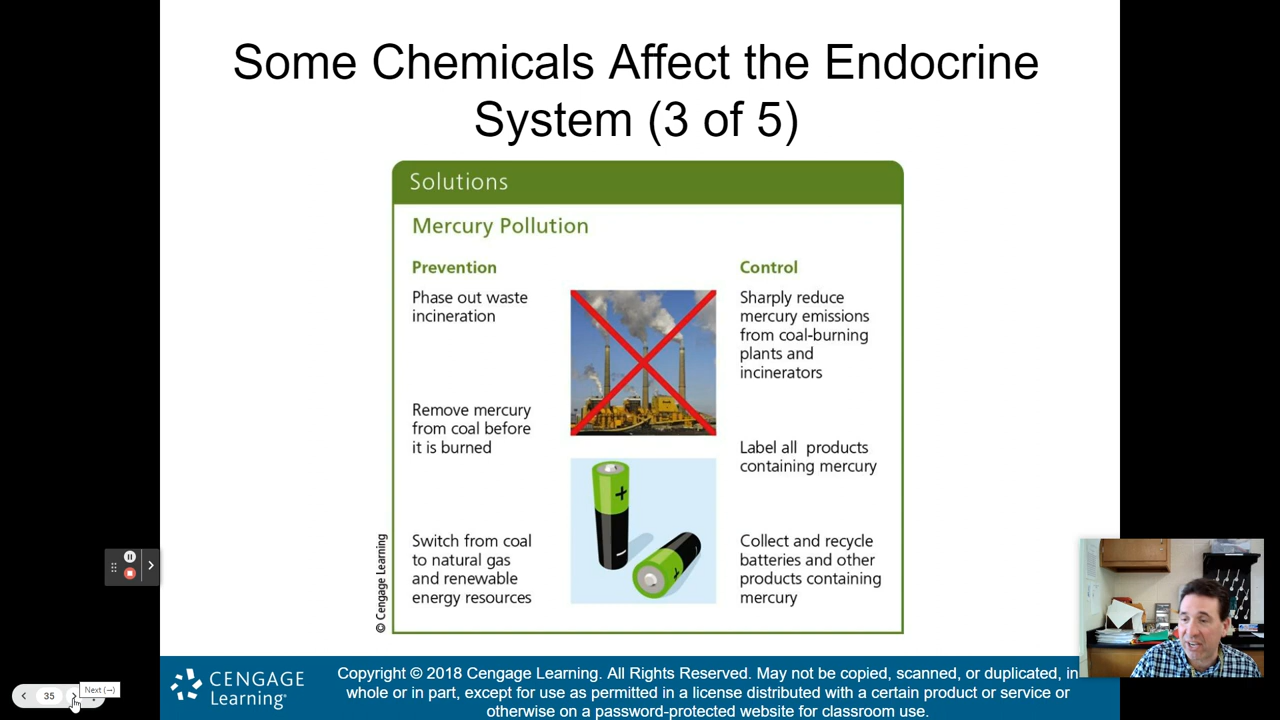 Some Chemicals Affect the Endocrine
System (3 of 5)
Solutions
Mercury Pollution
Prevention
Phase out waste
incineration
Remove mercury
from coal before
it is burned
Switch from coal
to natural gas
and renewable
energy resources
Control
Sharply reduce
mercury emissions
from coal-burning
plants and
incinerators
Label all products
containing mercury
Collect and recycle
batteries and other
products containing
mercury
© Cengage Learning
CENGAGE
Learning
Copyright © 2018 Cengage Learning. All Rights Reserved. May not be copied, scanned, or duplicated, in
whole or in part, except for use as permitted in a license distributed with a certain product or service or
otherwise on a password-protected website for classroom use.
35
Next (→)